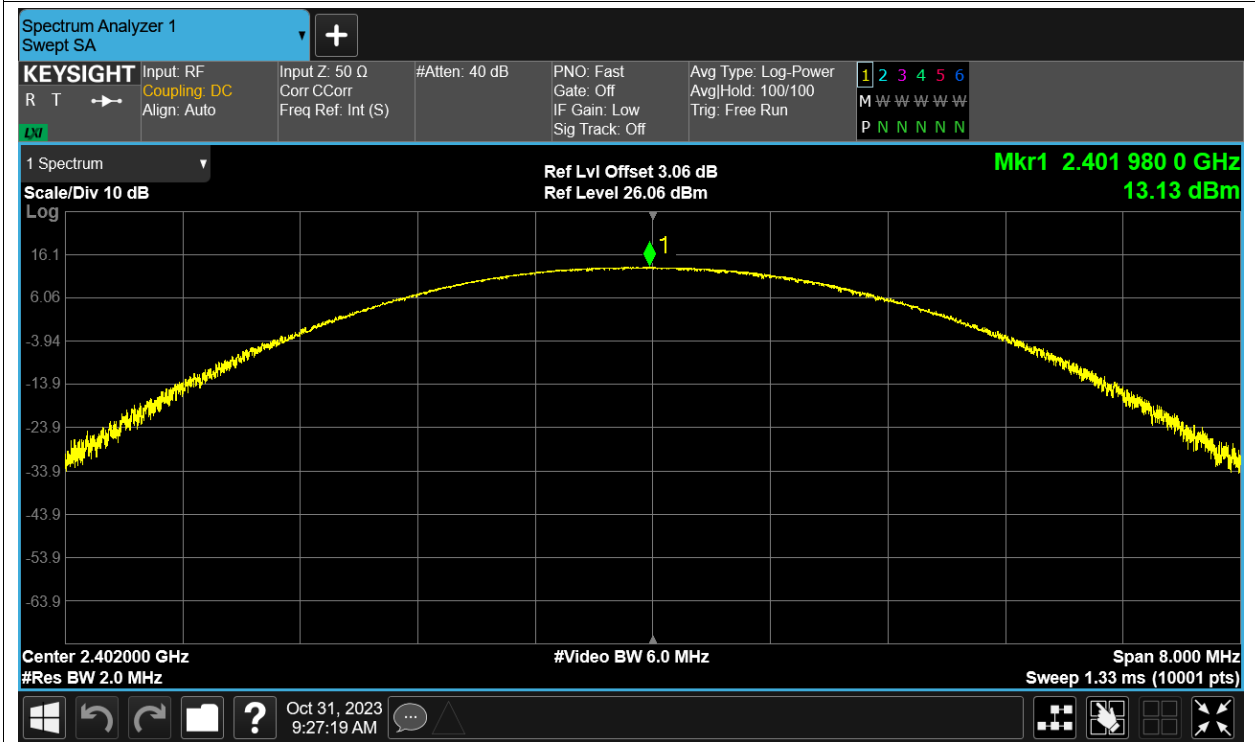 Spectrum Analyzer 1
Swept SA
+
KEYSIGHT
R T
LXI
Input: RF
Coupling: DC
Align: Auto
Input Z: 50 Ω
Corr CCorr
Freq Ref: Int (S)
#Atten: 40 dB
PNO: Fast
Gate: Off
IF Gain: Low
Sig Track: Off
Avg Type: Log-Power
Avg|Hold: 100/100
Trig: Free Run
1 2 3 4 5 6
M W W W W W
P N N N N N
1 Spectrum
Scale/Div 10 dB
Log
Ref Lvl Offset 3.06 dB
Ref Level 26.06 dBm
Mkr1 2.401 980 0 GHz
13.13 dBm
1
16.1
6.06
-3.94
-13.9
-23.9
-33.9
-43.9
-53.9
-63.9
Center 2.402000 GHz
#Res BW 2.0 MHz
#Video BW 6.0 MHz
Span 8.000 MHz
Sweep 1.33 ms (10001 pts)
?
Oct 31, 2023
9:27:19 AM